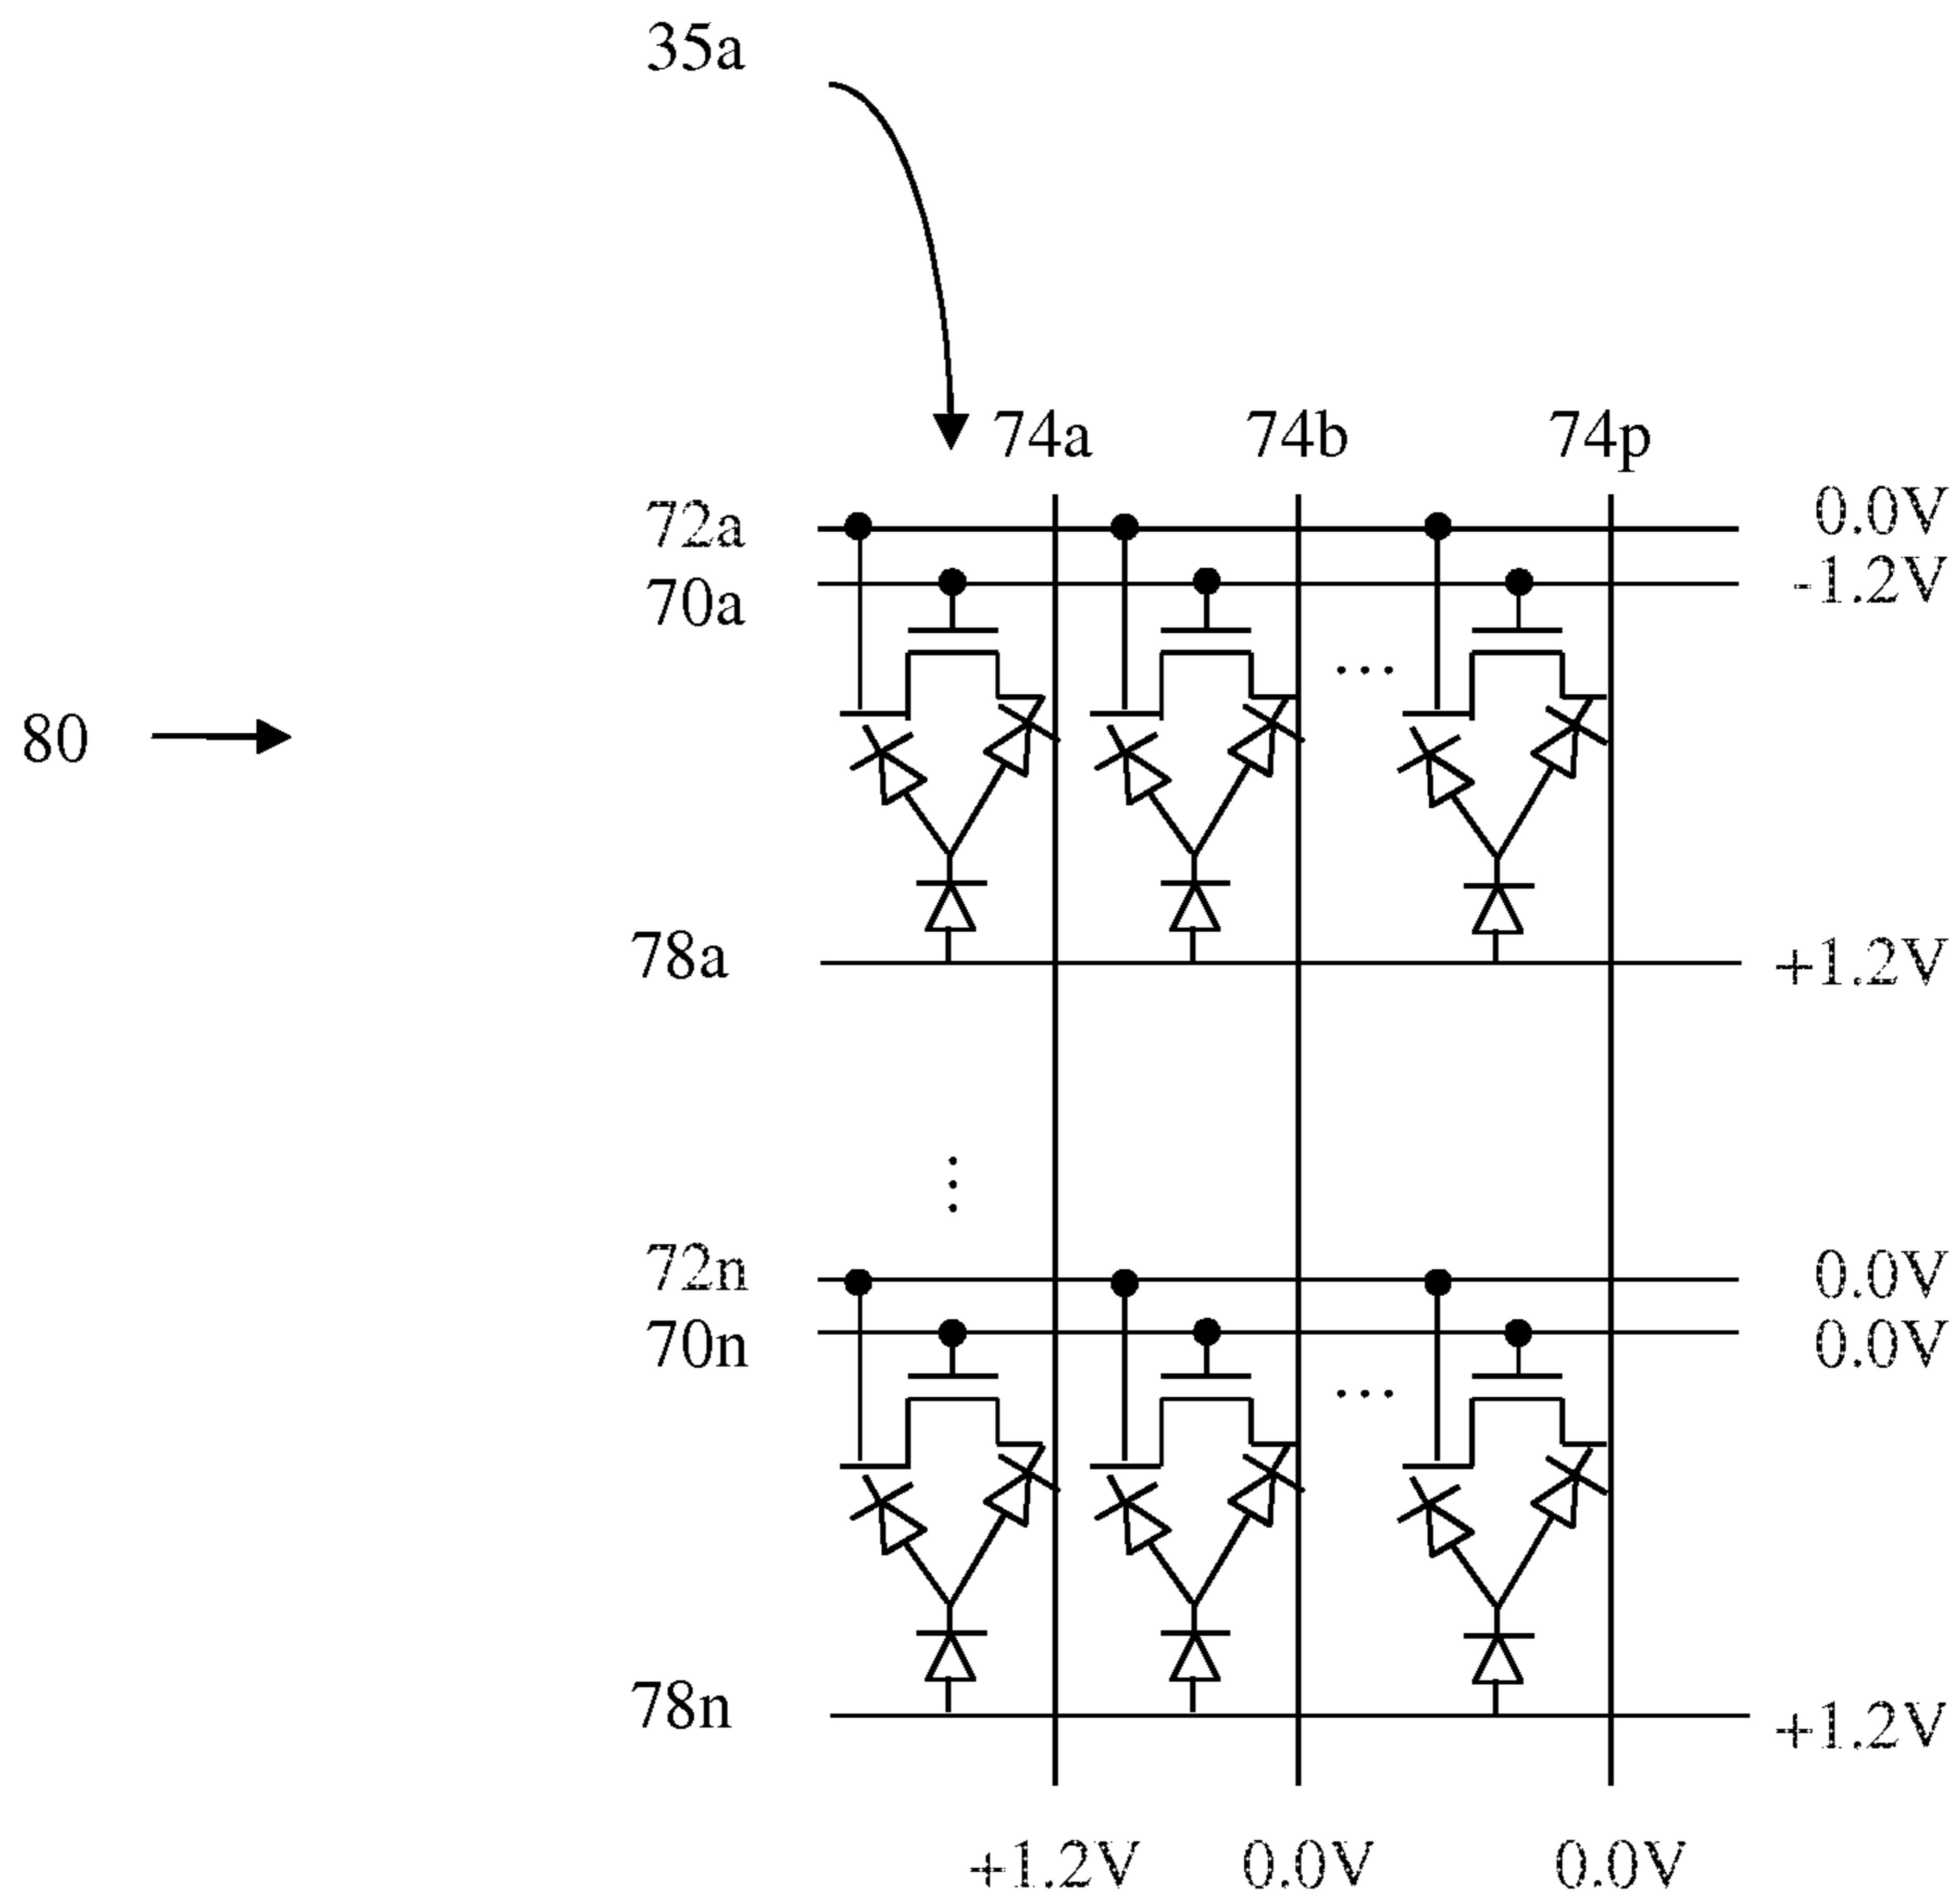 35a
74a 74b 74p
72a 0.0V
70a -1.2V
...
80
78a +1.2V
...
72n 0.0V
70n 0.0V
...
78n +1.2V
+1.2V 0.0V 0.0V